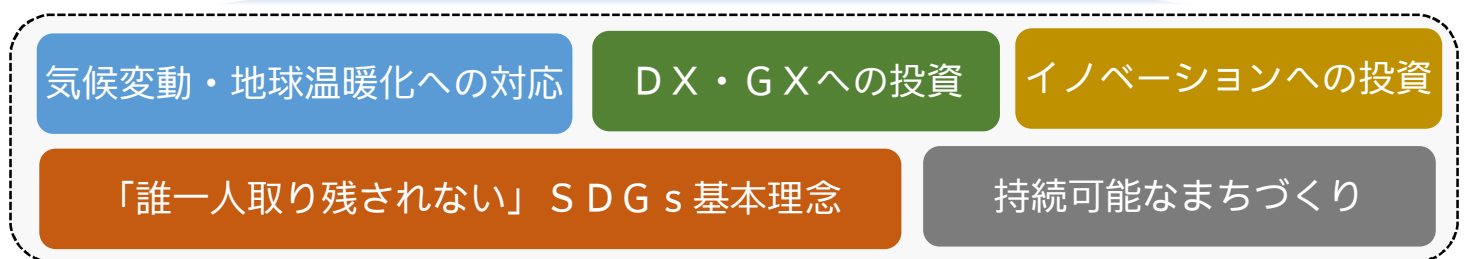 気候変動・地球温暖化への対応
ＤＸ・ＧＸへの投資
イノベーションへの投資
「誰一人取り残されない」ＳＤＧｓ基本理念
持続可能なまちづくり